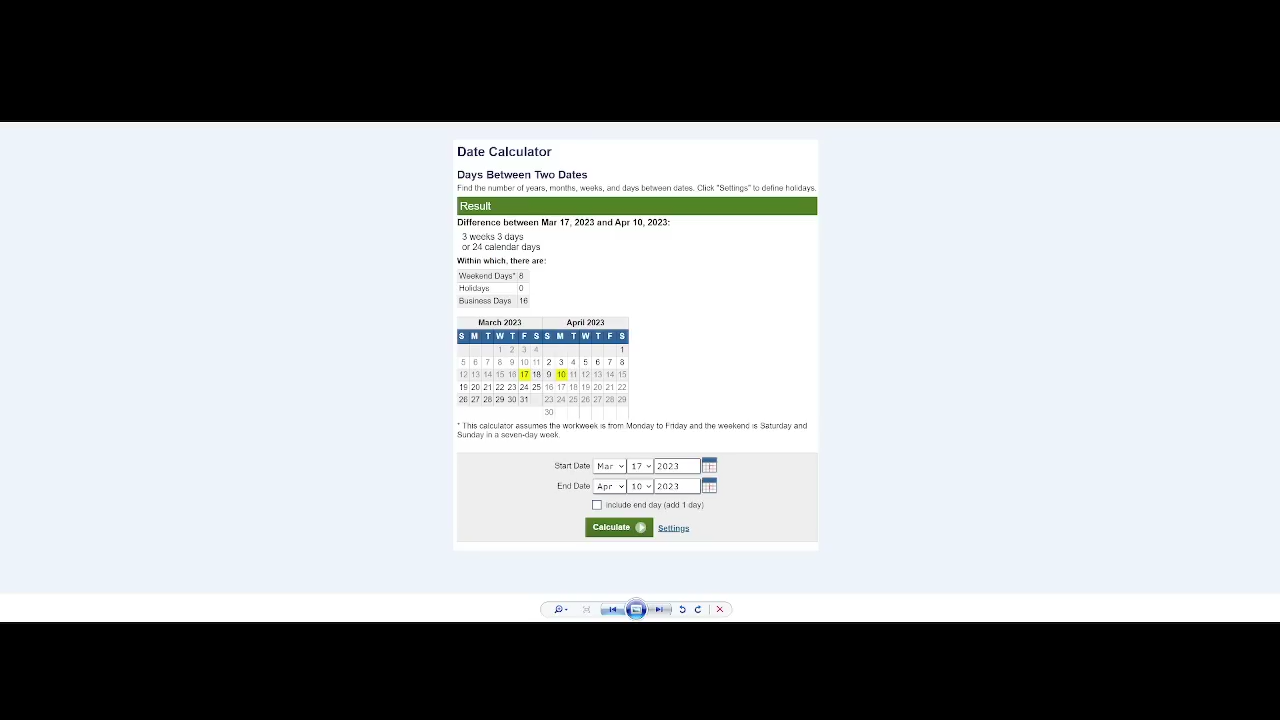 Date Calculator
Days Between Two Dates
Find the number of years, months, weeks, and days between dates. Click "Settings" to define holidays.
Result
Difference between Mar 17, 2023 and Apr 10, 2023:
3 weeks 3 days
or 24 calendar days
Within which, there are:
Weekend Days* 8
Holidays 0
Business Days 16
March 2023 April 2023
S M T W T F S S M T W T F S
1 2 3 4 1
5 6 7 8 9 10 11 2 3 4 5 6 7 8
12 13 14 15 16 17 18 9 10 11 12 13 14 15
19 20 21 22 23 24 25 16 17 18 19 20 21 22
26 27 28 29 30 31 23 24 25 26 27 28 29
30
* This calculator assumes the workweek is from Monday to Friday and the weekend is Saturday and
Sunday in a seven-day week.
Start Date Mar 17 2023
End Date Apr 10 2023
include end day (add 1 day)
Calculate Settings